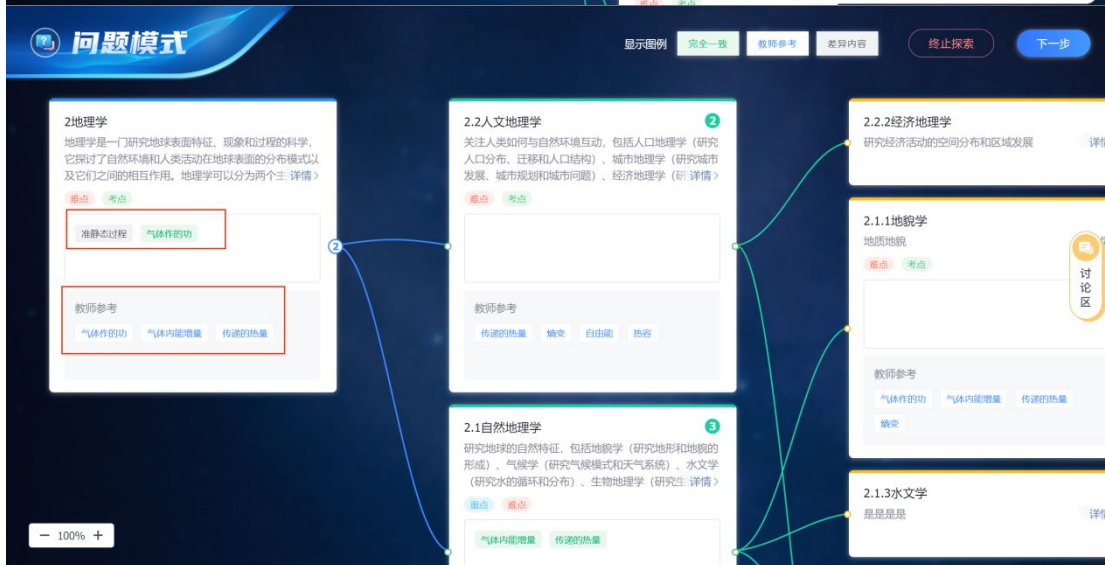 难点 考点
问题模式
显示图例 完全一致 教师参考 差异内容 终止探索 下一步
2地理学
地理学是一门研究地球表面特征、现象和过程的科学，
它探讨了自然环境和人类活动在地球表面的分布模式以
及它们之间的相互作用。地理学可以分为两个主 详情>
难点 考点
准静态过程 气体作的功
2
教师参考
气体作的功 气体内能增量 传递的热量
2.2人文地理学 2
关注人类如何与自然环境互动，包括人口地理学（研究
人口分布、迁移和人口结构）、城市地理学（研究城市
发展、城市规划和城市问题）、经济地理学（研 详情>
难点 考点
教师参考
传递的热量 熵变 自由能 热容
2.1自然地理学 3
研究地球的自然特征，包括地貌学（研究地形和地貌的
形成）、气候学（研究气候模式和天气系统）、水文学
（研究水的循环和分布）、生物地理学（研究生 详情>
重点 难点
气体内能增量 传递的热量
2.2.2经济地理学
研究经济活动的空间分布和区域发展 详情
2.1.1地貌学
地质地貌
难点 考点
教师参考
气体作的功 气体内能增量 传递的热量
熵变
2.1.3水文学
是是是是 详情
讨
论
区
− 100% +